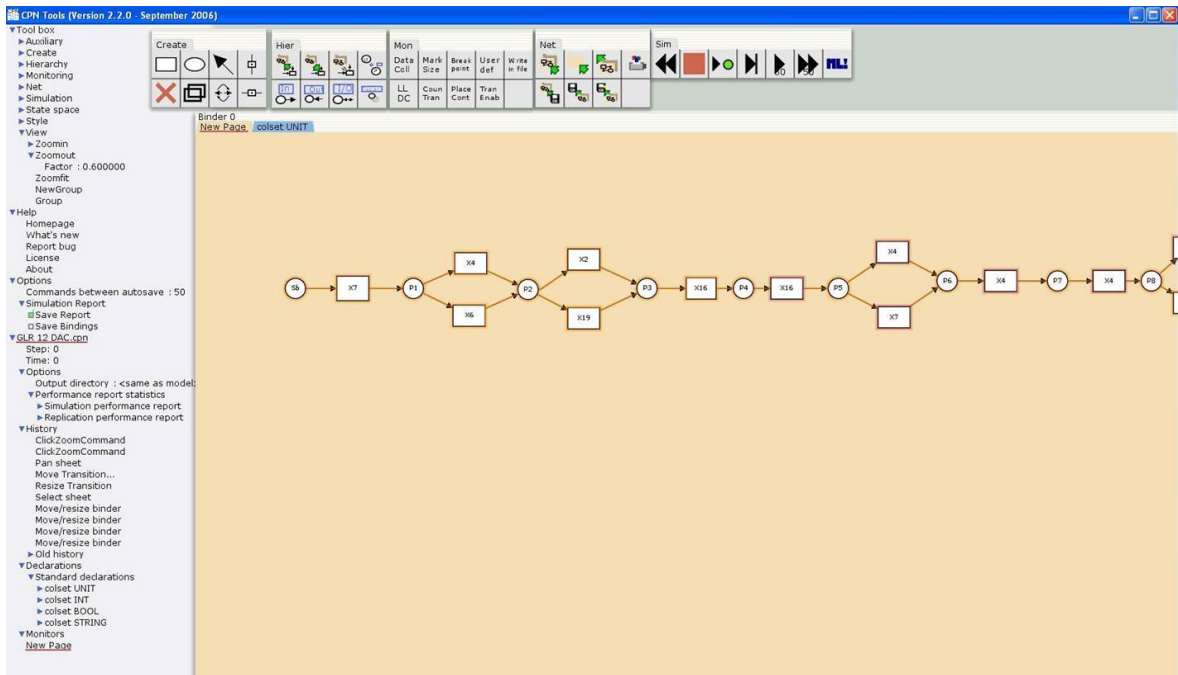 CPN Tools (Version 2.2.0 - September 2006)
Tool box
Auxiliary
Create
Hierarchy
Monitoring
Net
Simulation
State space
Style
View
Zoomin
Zoomout
Factor : 0.600000
Zoomfit
NewGroup
Group
Help
Homepage
What's new
Report bug
License
About
Options
Commands between autosave : 50
Simulation Report
Save Report
Save Bindings
GLR 12 DAC.cpn
Step: 0
Time: 0
Options
Output directory : <same as model:
Performance report statistics
Simulation performance report
Replication performance report
History
ClickZoomCommand
ClickZoomCommand
Pan sheet
Move Transition...
Resize Transition
Select sheet
Move/resize binder
Move/resize binder
Move/resize binder
Move/resize binder
Old history
Declarations
Standard declarations
colset UNIT
colset INT
colset BOOL
colset STRING
Monitors
New Page
Create
Hier
In
Out
I/O
Mon
Data Coll
Mark Size
Break point
User def
Write in file
LL DC
Coun Tran
Place Cont
Tran Enab
Net
Sim
50
50
ML!
Binder 0
New Page colset UNIT
X4 X2 X4
Sb X7 P1 P2 P3 X16 P4 X16 P5 P6 X4 P7 X4 P8
X6 X19 X7